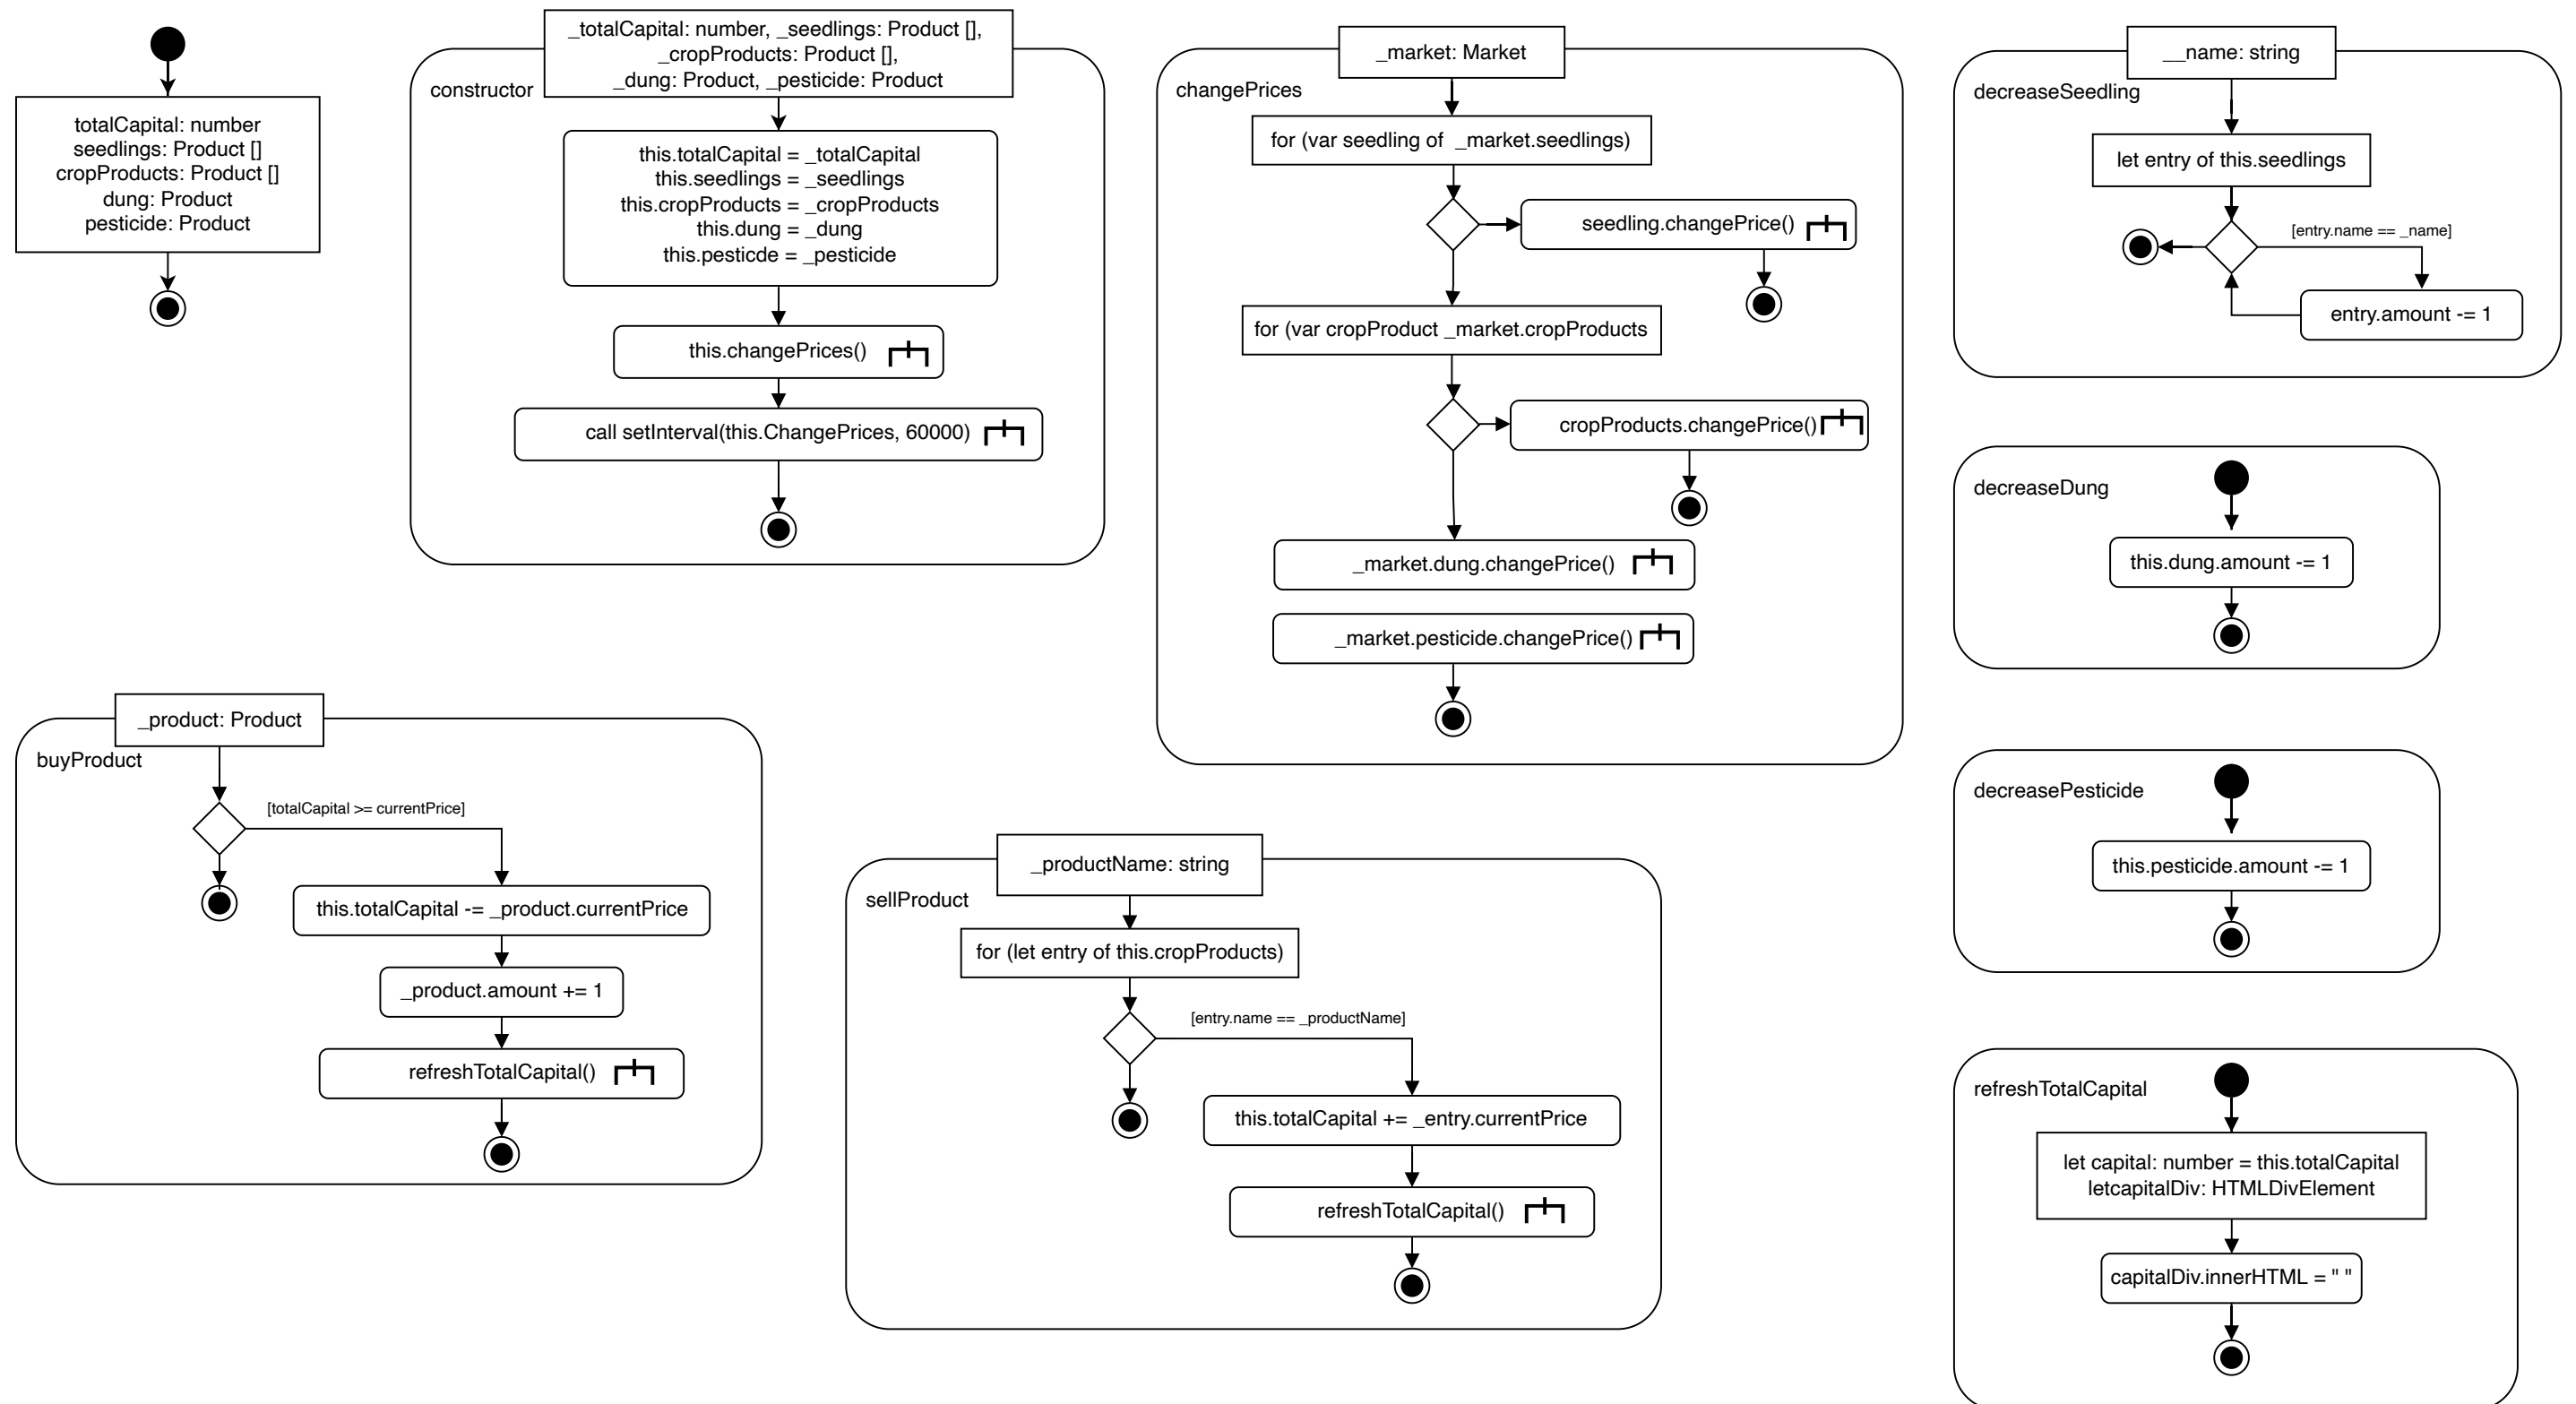 totalCapital: number
seedlings: Product []
cropProducts: Product []
dung: Product
pesticide: Product
_totalCapital: number, _seedlings: Product [],
_cropProducts: Product [],
_dung: Product, _pesticide: Product
constructor
this.totalCapital = _totalCapital
this.seedlings = _seedlings
this.cropProducts = _cropProducts
this.dung = _dung
this.pesticde = _pesticide
this.changePrices()
call setInterval(this.ChangePrices, 60000)
_market: Market
changePrices
for (var seedling of  _market.seedlings)
seedling.changePrice()
for (var cropProduct _market.cropProducts
cropProducts.changePrice()
_market.dung.changePrice()
_market.pesticide.changePrice()
__name: string
decreaseSeedling
let entry of this.seedlings
[entry.name == _name]
entry.amount -= 1
decreaseDung
this.dung.amount -= 1
decreasePesticide
this.pesticide.amount -= 1
_product: Product
buyProduct
[totalCapital >= currentPrice]
this.totalCapital -= _product.currentPrice
_product.amount += 1
refreshTotalCapital()
_productName: string
sellProduct
for (let entry of this.cropProducts)
[entry.name == _productName]
this.totalCapital += _entry.currentPrice
refreshTotalCapital()
refreshTotalCapital
let capital: number = this.totalCapital
letcapitalDiv: HTMLDivElement
capitalDiv.innerHTML = " "